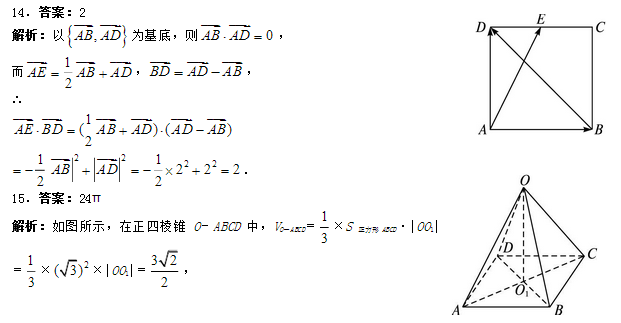 14．答案：2
解析：以{AB, AD}为基底，则 AB·AD=0，
而 AE=1/2 AB+AD，BD=AD-AB，
∴
AE·BD=(1/2 AB+AD)·(AD-AB)
=-1/2|AB|²+|AD|²=-1/2×2²+2²=2．
15．答案：24π
解析：如图所示，在正四棱锥 O-ABCD 中，V_{O-ABCD}=1/3×S_{正方形ABCD}·|OO₁|
=1/3×(√3)²×|OO₁|=3√2/2，
D E C
A B
O
D C
O₁
A B